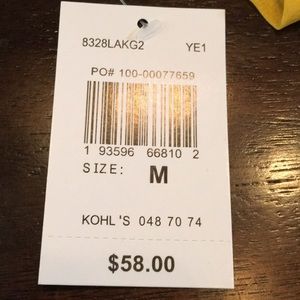 8328LAKG2 YE1
PO# 100-00077659
1 93596 66810 2
SIZE: M
KOHL'S 048 70 74
$58.00